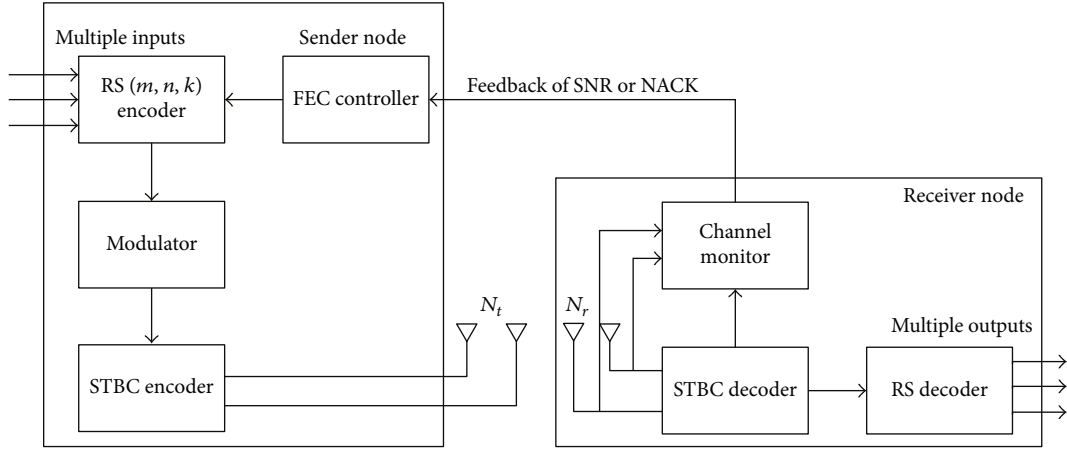 Multiple inputs
Sender node
RS (m, n, k)
encoder
FEC controller
Feedback of SNR or NACK
Modulator
STBC encoder
N_t
Receiver node
Channel
monitor
N_r
Multiple outputs
STBC decoder
RS decoder